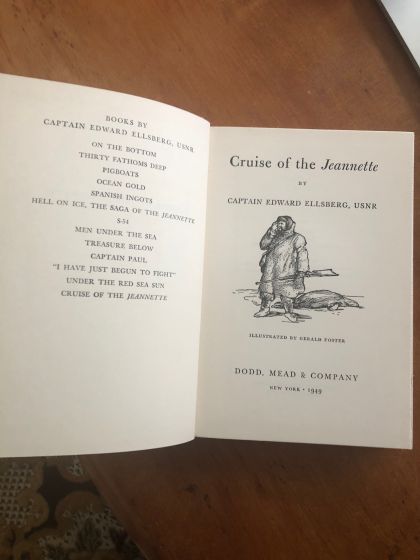 BOOKS BY
CAPTAIN EDWARD ELLSBERG, USNR
ON THE BOTTOM
THIRTY FATHOMS DEEP
PIGBOATS
OCEAN GOLD
SPANISH INGOTS
HELL ON ICE, THE SAGA OF THE JEANNETTE
S-54
MEN UNDER THE SEA
TREASURE BELOW
CAPTAIN PAUL
"I HAVE JUST BEGUN TO FIGHT"
UNDER THE RED SEA SUN
CRUISE OF THE JEANNETTE
Cruise of the Jeannette
BY
CAPTAIN EDWARD ELLSBERG, USNR
ILLUSTRATED BY GERALD FOSTER
DODD, MEAD & COMPANY
NEW YORK · 1949